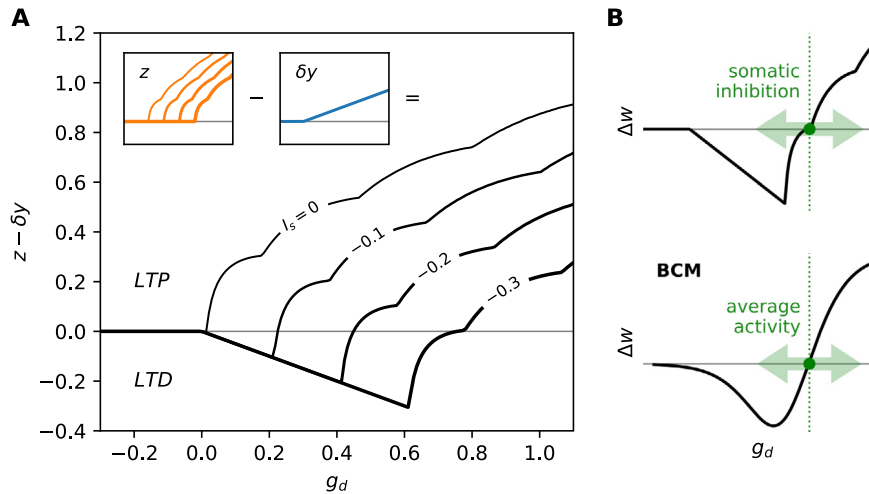 A
B
1.2
1.0
0.8
0.6
0.4
0.2
0.0
−0.2
−0.4
z − δy
z
−
δy
=
I_s = 0
−0.1
−0.2
−0.3
LTP
LTD
−0.2
0.0
0.2
0.4
0.6
0.8
1.0
g_d
somatic
inhibition
Δw
BCM
average
activity
Δw
g_d